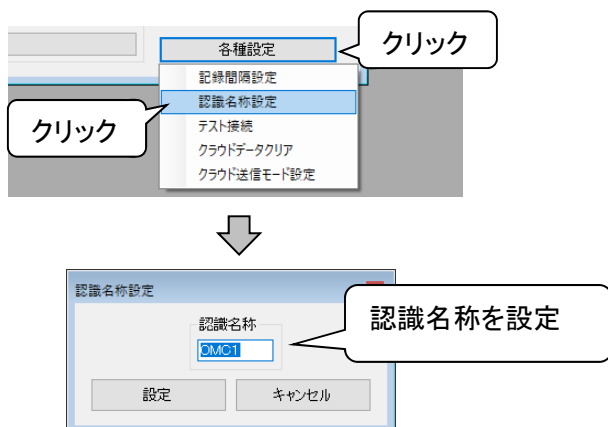 各種設定
クリック
記録間隔設定
認識名称設定
クリック
テスト接続
クラウドデータクリア
クラウド送信モード設定
認識名称設定
認識名称を設定
認識名称
OMC1
設定
キャンセル